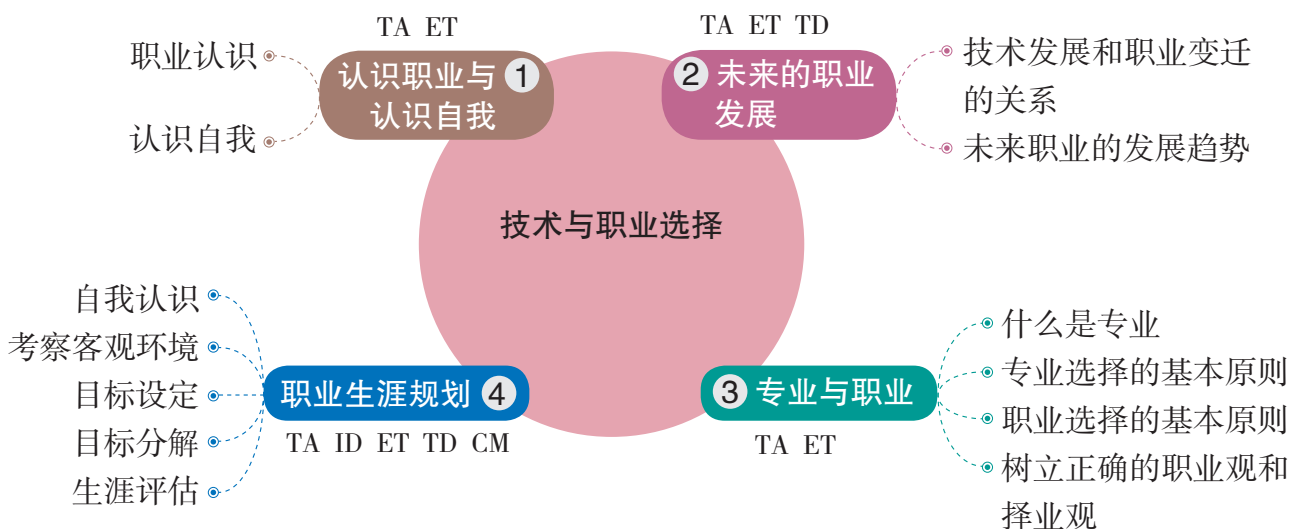 TA ET
职业认识
认识职业与 ①
认识自我
认识自我
TA ET TD
② 未来的职业
发展
技术发展和职业变迁
的关系
未来职业的发展趋势
技术与职业选择
自我认识
考察客观环境
目标设定
目标分解
生涯评估
职业生涯规划 ④
TA ID ET TD CM
③ 专业与职业
TA ET
什么是专业
专业选择的基本原则
职业选择的基本原则
树立正确的职业观和
择业观